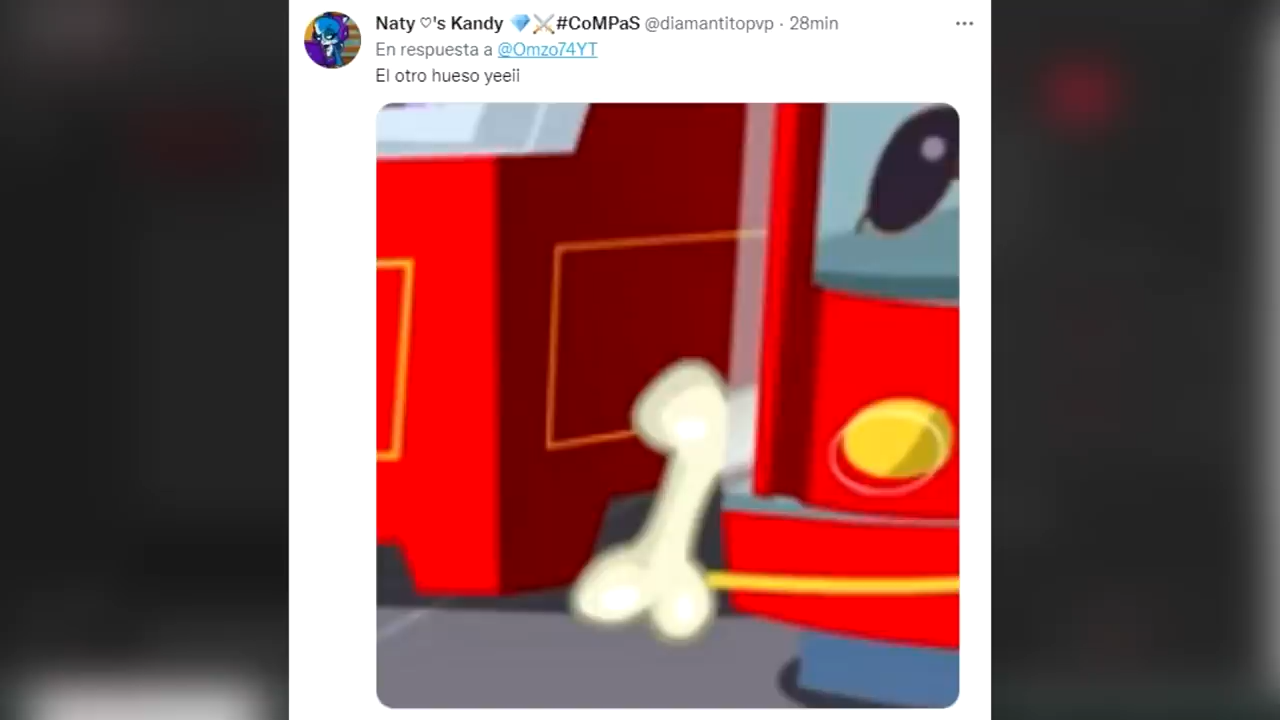 Naty ♡'s Kandy 💎⚔️#CoMPaS @diamantitopvp · 28min
En respuesta a @Omzo74YT
El otro hueso yeeii